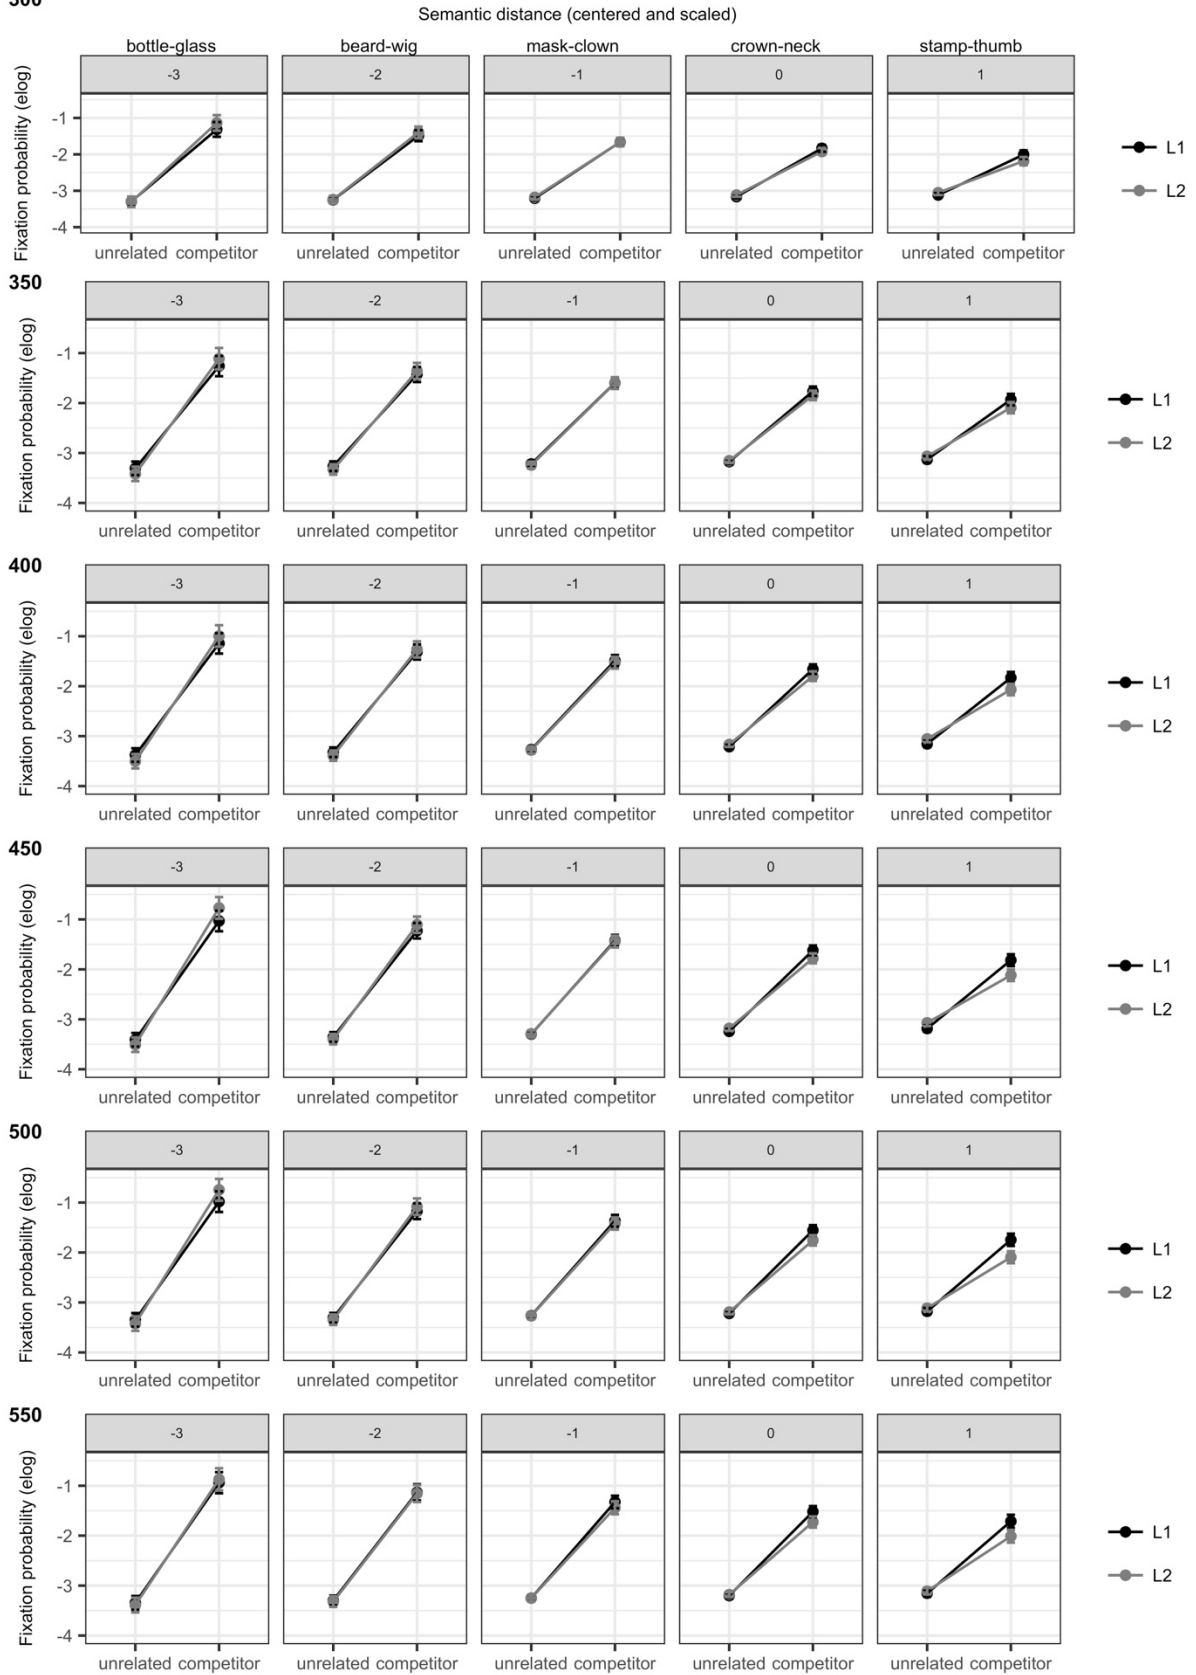 300
Semantic distance (centered and scaled)
bottle-glass beard-wig mask-clown crown-neck stamp-thumb
-3 -2 -1 0 1
Fixation probability (elog)
-1
-2
-3
-4
unrelated competitor unrelated competitor unrelated competitor unrelated competitor unrelated competitor
L1
L2
350
-3 -2 -1 0 1
Fixation probability (elog)
-1
-2
-3
-4
unrelated competitor unrelated competitor unrelated competitor unrelated competitor unrelated competitor
L1
L2
400
-3 -2 -1 0 1
Fixation probability (elog)
-1
-2
-3
-4
unrelated competitor unrelated competitor unrelated competitor unrelated competitor unrelated competitor
L1
L2
450
-3 -2 -1 0 1
Fixation probability (elog)
-1
-2
-3
-4
unrelated competitor unrelated competitor unrelated competitor unrelated competitor unrelated competitor
L1
L2
500
-3 -2 -1 0 1
Fixation probability (elog)
-1
-2
-3
-4
unrelated competitor unrelated competitor unrelated competitor unrelated competitor unrelated competitor
L1
L2
550
-3 -2 -1 0 1
Fixation probability (elog)
-1
-2
-3
-4
unrelated competitor unrelated competitor unrelated competitor unrelated competitor unrelated competitor
L1
L2